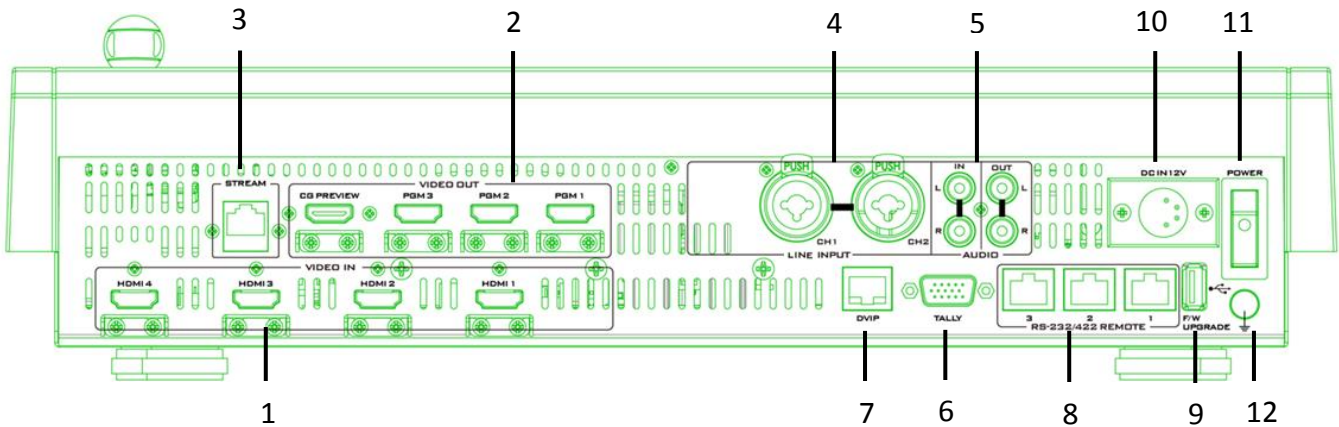 3 2 4 5 10 11
PUSH PUSH IN OUT
STREAM VIDEO OUT DC IN 12V POWER
CG PREVIEW PGM 3 PGM 2 PGM 1 L L
R R
CH1 CH2
LINE INPUT AUDIO
VIDEO IN
HDMI 4 HDMI 3 HDMI 2 HDMI 1
DVIP TALLY 3 2 1 F/W
RS-232/422 REMOTE UPGRADE
1 7 6 8 9 12